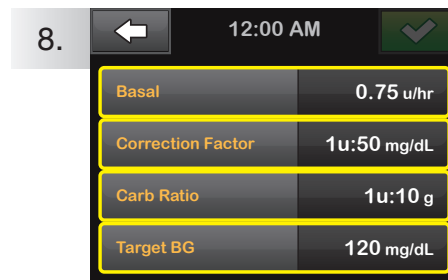 8.
12:00 AM
Basal 0.75 u/hr
Correction Factor 1u:50 mg/dL
Carb Ratio 1u:10 g
Target BG 120 mg/dL